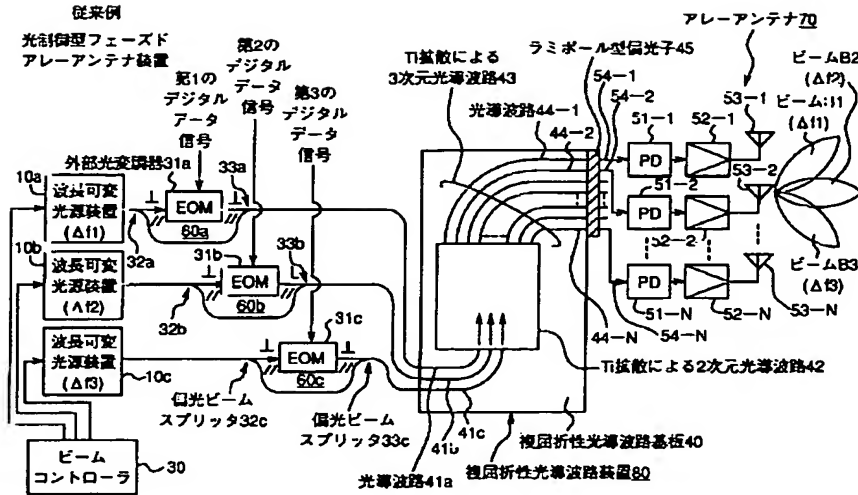 従来例
光制御型フェーズド
アレーアンテナ装置
第1の
デジタル
データ
信号
第2の
デジタル
データ
信号
第3の
デジタル
データ
信号
Ti拡散による
3次元光導波路43
ラミポール型偏光子45
アレーアンテナ70
ビームB2
(Δf2)
ビームB1
(Δf1)
光導波路44-1
44-2
54-1
54-2
51-1
52-1
53-1
PD
外部光変調器31a
33a
10a
波長可変
光源装置
(Δf1)
EOM
60a
32a
51-2
53-2
PD
52-2
10b
波長可変
光源装置
(Δf2)
31b
33b
EOM
60b
32b
ビームB3
(Δf3)
PD
51-N
52-N
53-N
44-N
54-N
波長可変
光源装置
(Δf3)
10c
31c
EOM
60c
偏光ビーム
スプリッタ32c
偏光ビーム
スプリッタ33c
Ti拡散による2次元光導波路42
41c
41b
光導波路41a
複屈折性光導波路基板40
複屈折性光導波路装置80
ビーム
コントローラ
30